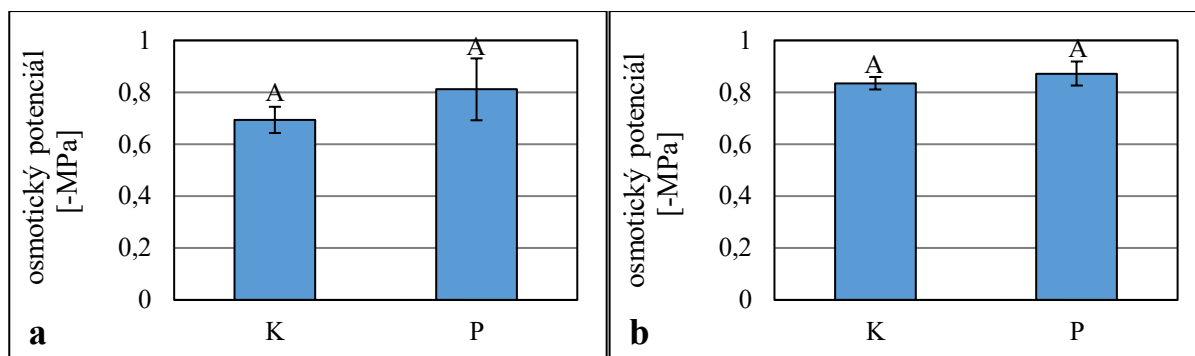 osmotický potenciál
[-MPa]
1
0,8
0,6
0,4
0,2
0
A
A
K
P
a
osmotický potenciál
[-MPa]
1
0,8
0,6
0,4
0,2
0
A
A
K
P
b